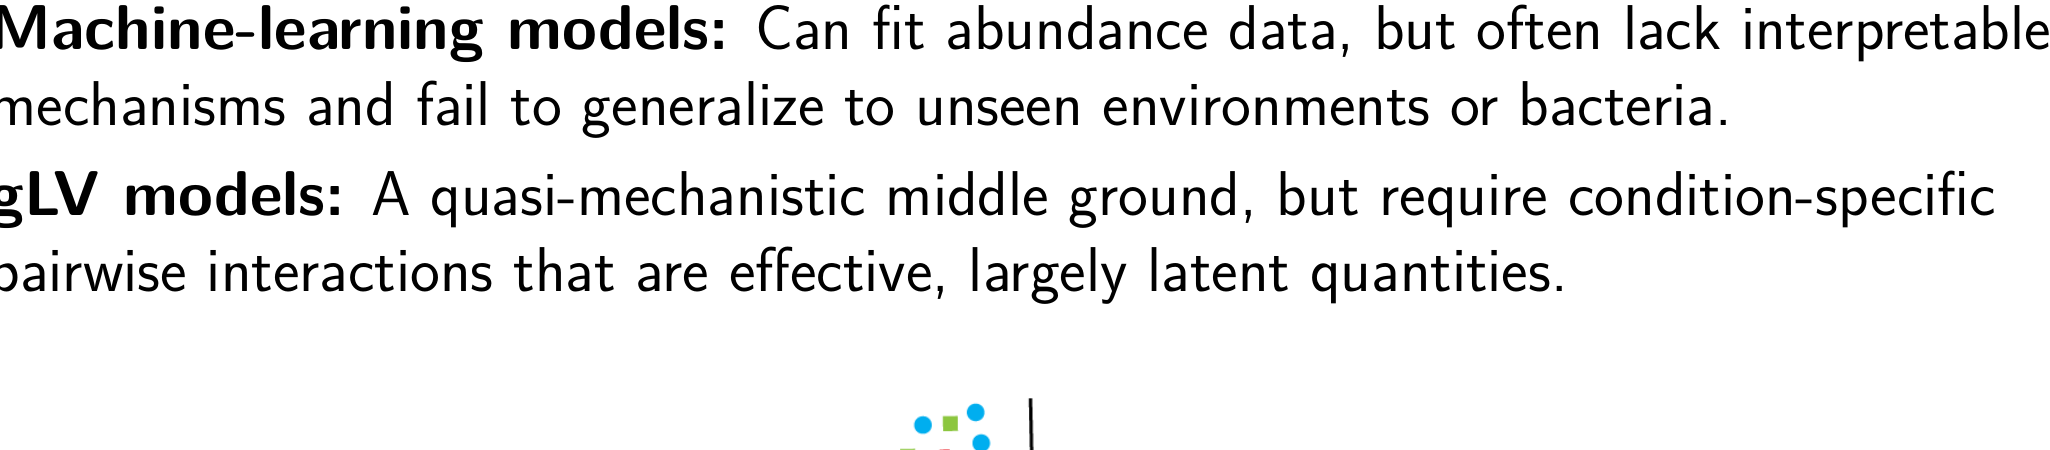 Machine-learning models: Can fit abundance data, but often lack interpretable
mechanisms and fail to generalize to unseen environments or bacteria.
gLV models: A quasi-mechanistic middle ground, but require condition-specific
pairwise interactions that are effective, largely latent quantities.